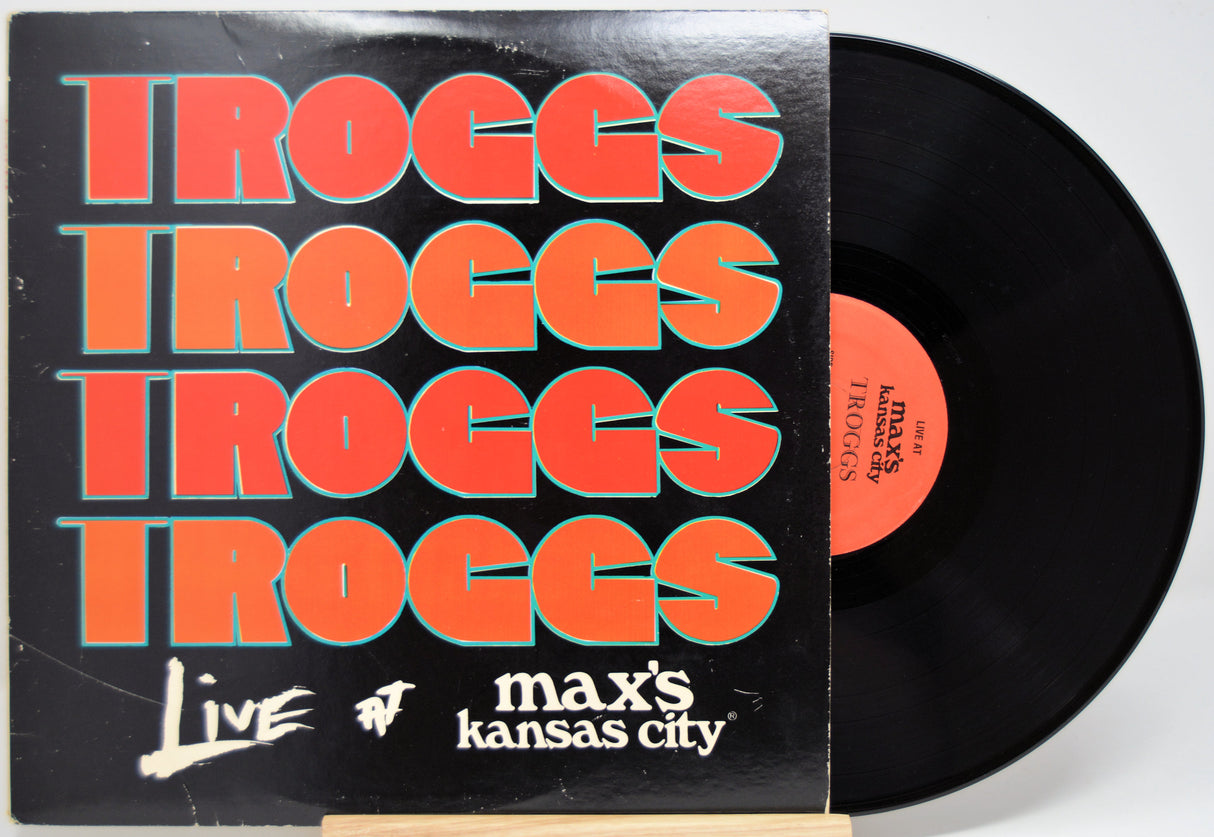 TROGGS
TROGGS
TROGGS
TROGGS
LIVE AT
max's
kansas city®
LIVE AT
max's
kansas city
TROGGS